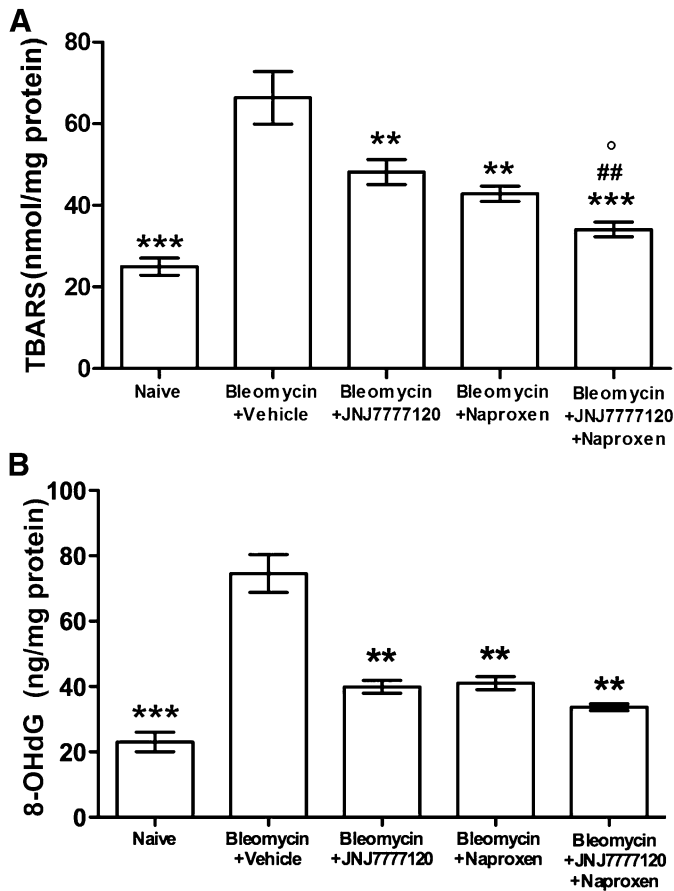 A
TBARS(nmol/mg protein)
80
60
40
20
0
***
**
**
°
##
***
Naive
Bleomycin
+Vehicle
Bleomycin
+JNJ7777120
Bleomycin
+Naproxen
Bleomycin
+JNJ7777120
+Naproxen
B
8-OHdG (ng/mg protein)
100
80
60
40
20
0
***
**
**
**
Naive
Bleomycin
+Vehicle
Bleomycin
+JNJ7777120
Bleomycin
+Naproxen
Bleomycin
+JNJ7777120
+Naproxen